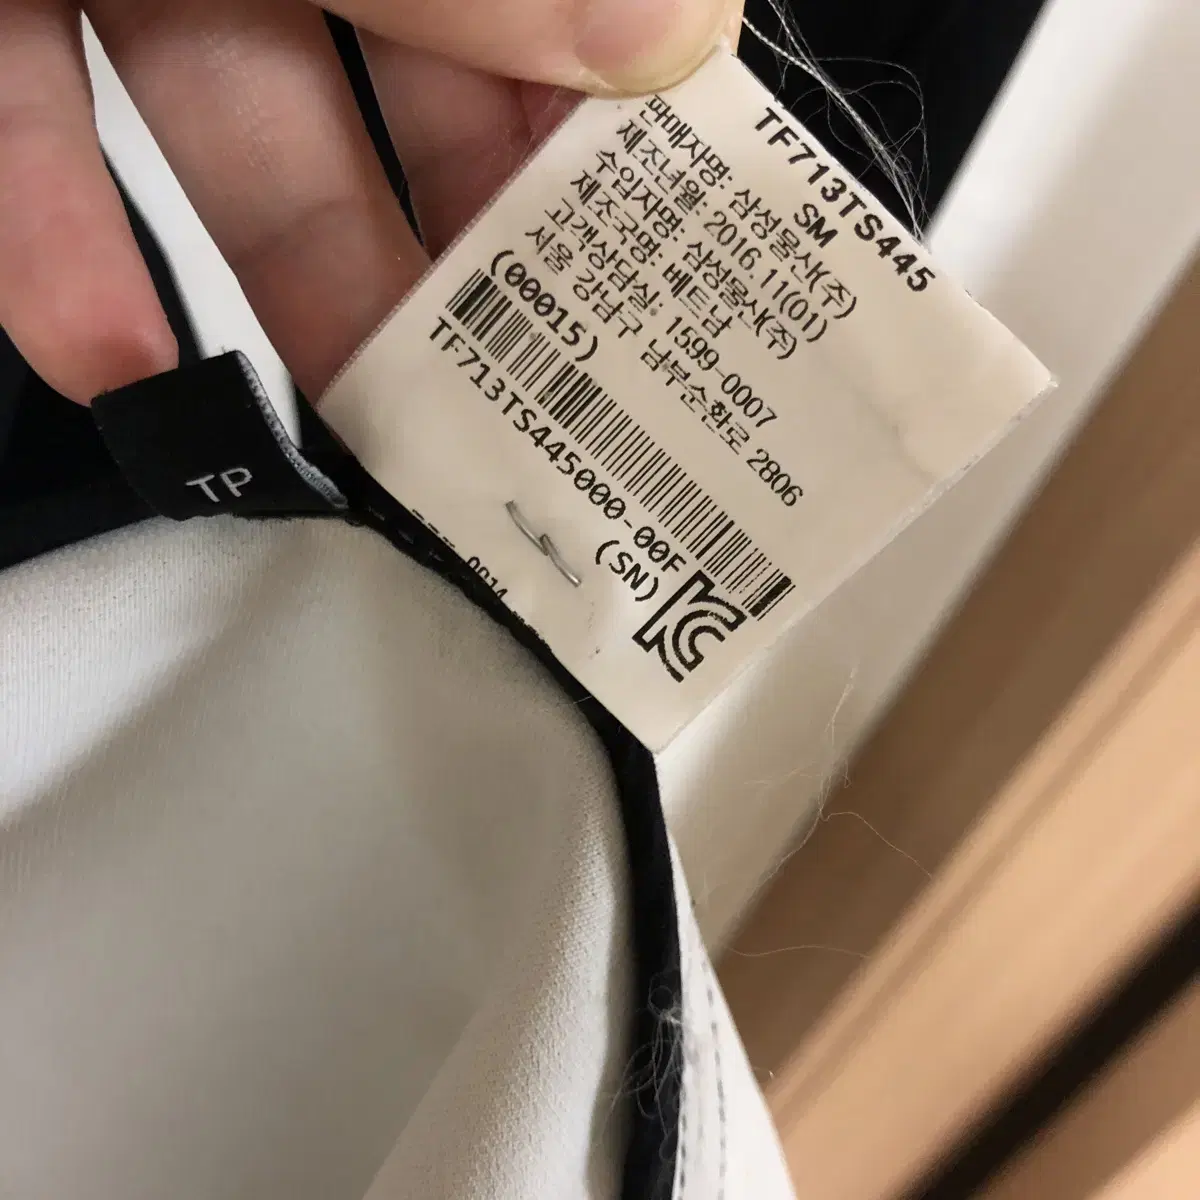 TF713TS445
SM
판매자명: 삼성물산(주)
제조년월: 2016.11(01)
수입자명: 삼성물산(주)
제조국명: 베트남
고객상담실: 1599-0007
서울 강남구 남부순환로 2806
(00015)
TF713TS445000-00F
(SN)
KC
TP